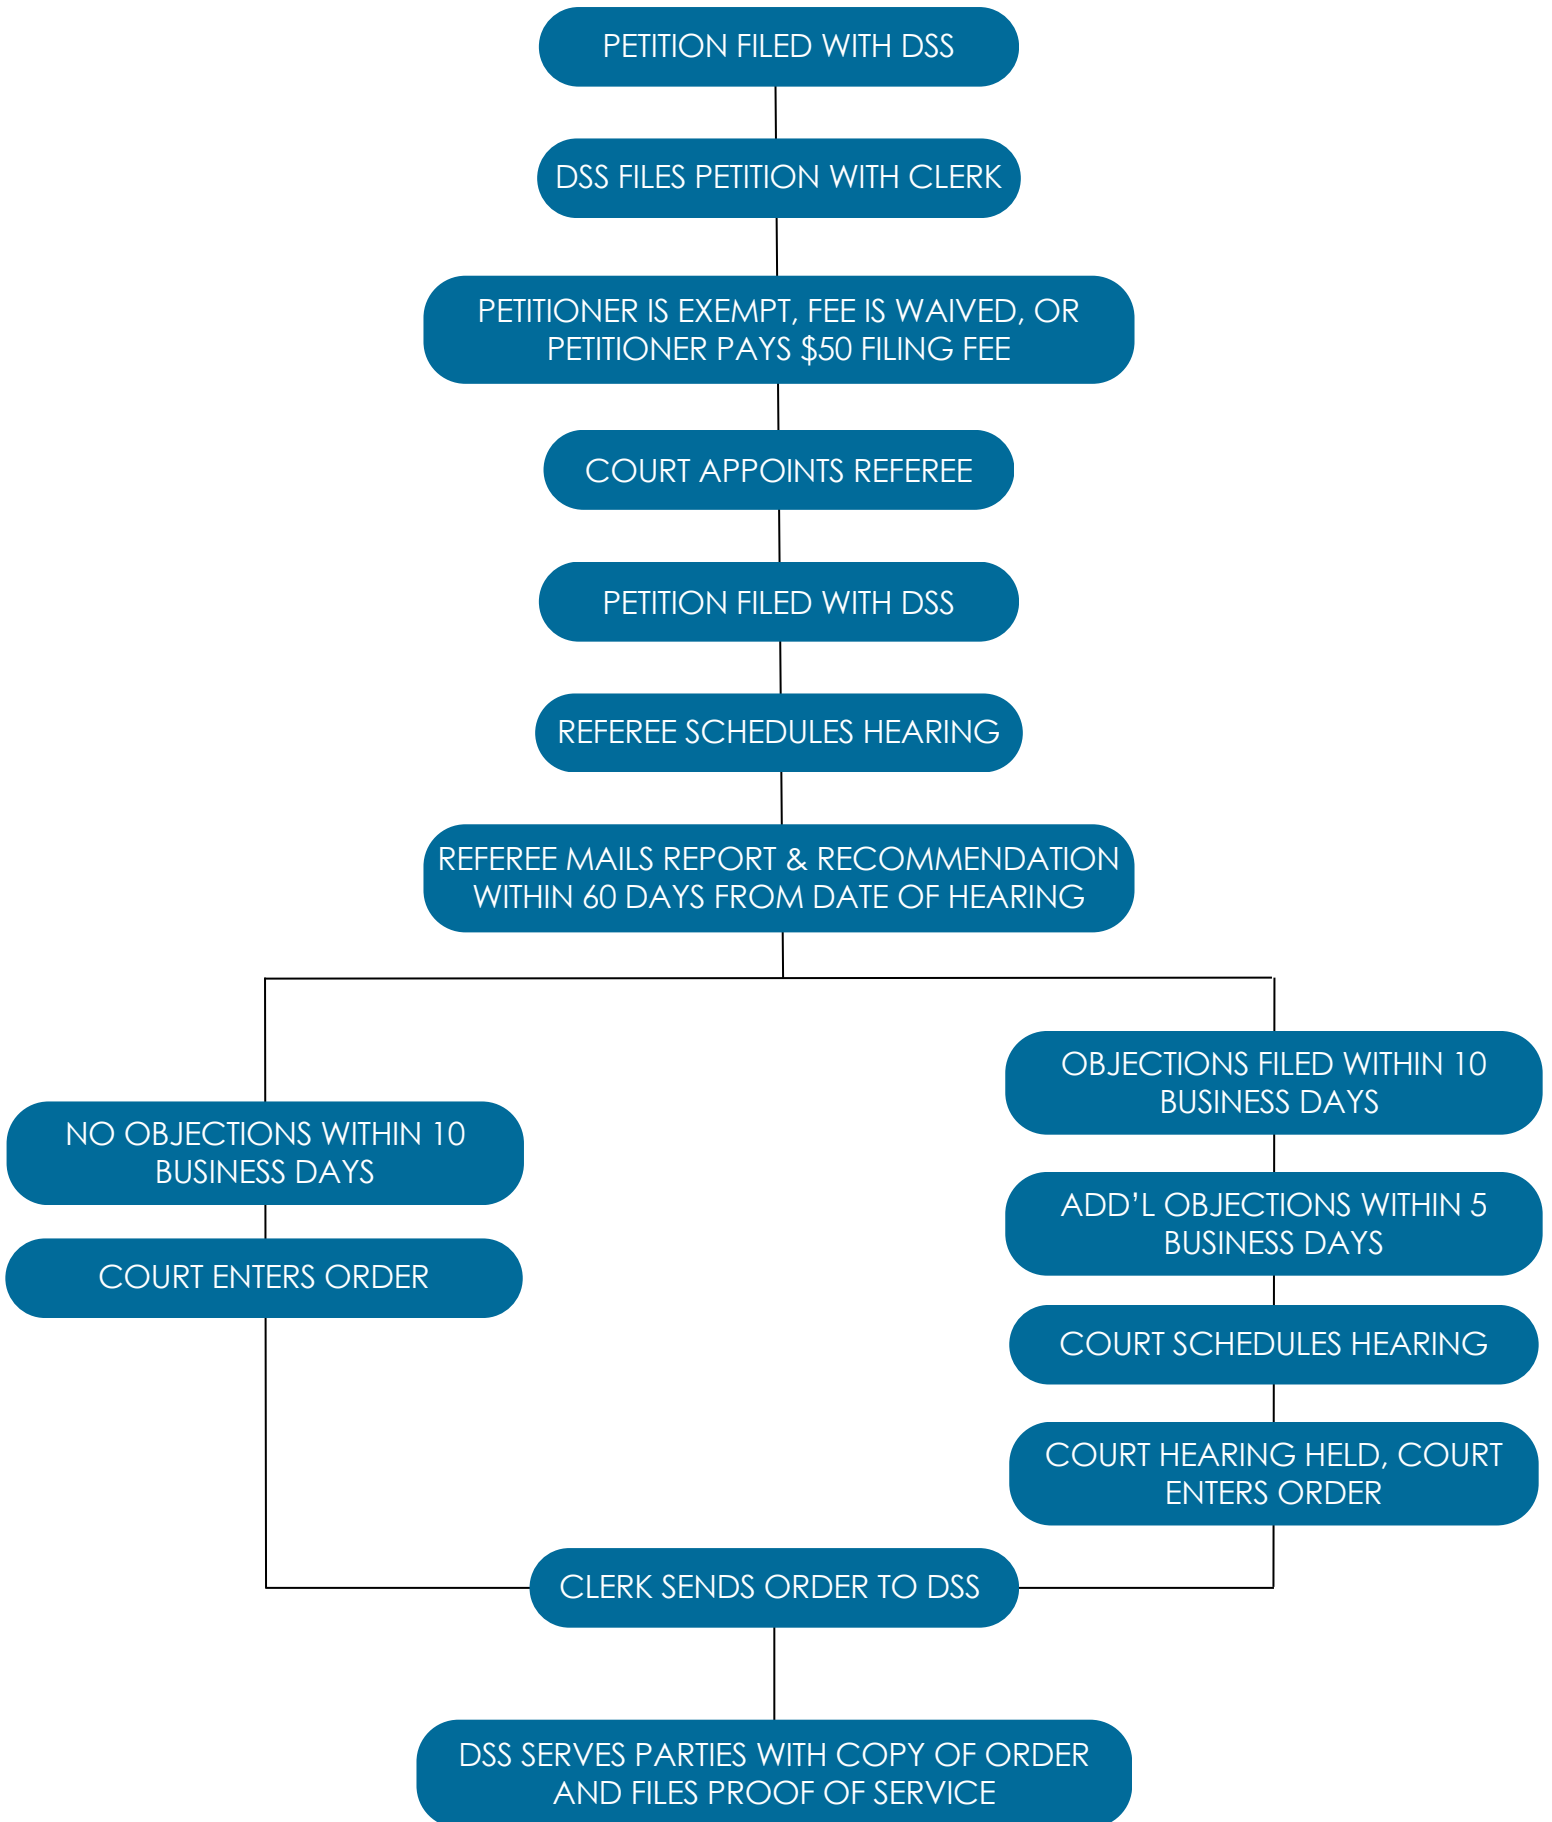 PETITION FILED WITH DSS
DSS FILES PETITION WITH CLERK
PETITIONER IS EXEMPT, FEE IS WAIVED, OR
PETITIONER PAYS $50 FILING FEE
COURT APPOINTS REFEREE
PETITION FILED WITH DSS
REFEREE SCHEDULES HEARING
REFEREE MAILS REPORT & RECOMMENDATION
WITHIN 60 DAYS FROM DATE OF HEARING
NO OBJECTIONS WITHIN 10
BUSINESS DAYS
COURT ENTERS ORDER
OBJECTIONS FILED WITHIN 10
BUSINESS DAYS
ADD’L OBJECTIONS WITHIN 5
BUSINESS DAYS
COURT SCHEDULES HEARING
COURT HEARING HELD, COURT
ENTERS ORDER
CLERK SENDS ORDER TO DSS
DSS SERVES PARTIES WITH COPY OF ORDER
AND FILES PROOF OF SERVICE